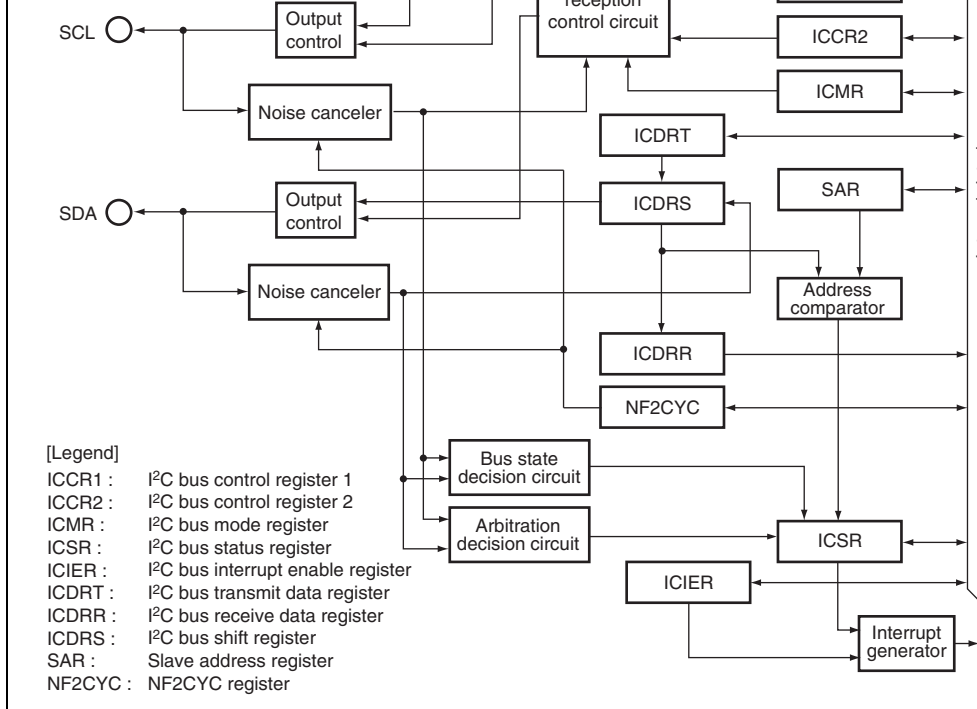 reception
control circuit
SCL
Output
control
ICCR2
ICMR
Noise canceler
ICDRT
SAR
SDA
Output
control
ICDRS
Noise canceler
Address
comparator
ICDRR
NF2CYC
Bus state
decision circuit
Arbitration
decision circuit
ICSR
ICIER
Interrupt
generator
[Legend]
ICCR1 : I²C bus control register 1
ICCR2 : I²C bus control register 2
ICMR : I²C bus mode register
ICSR : I²C bus status register
ICIER : I²C bus interrupt enable register
ICDRT : I²C bus transmit data register
ICDRR : I²C bus receive data register
ICDRS : I²C bus shift register
SAR : Slave address register
NF2CYC : NF2CYC register